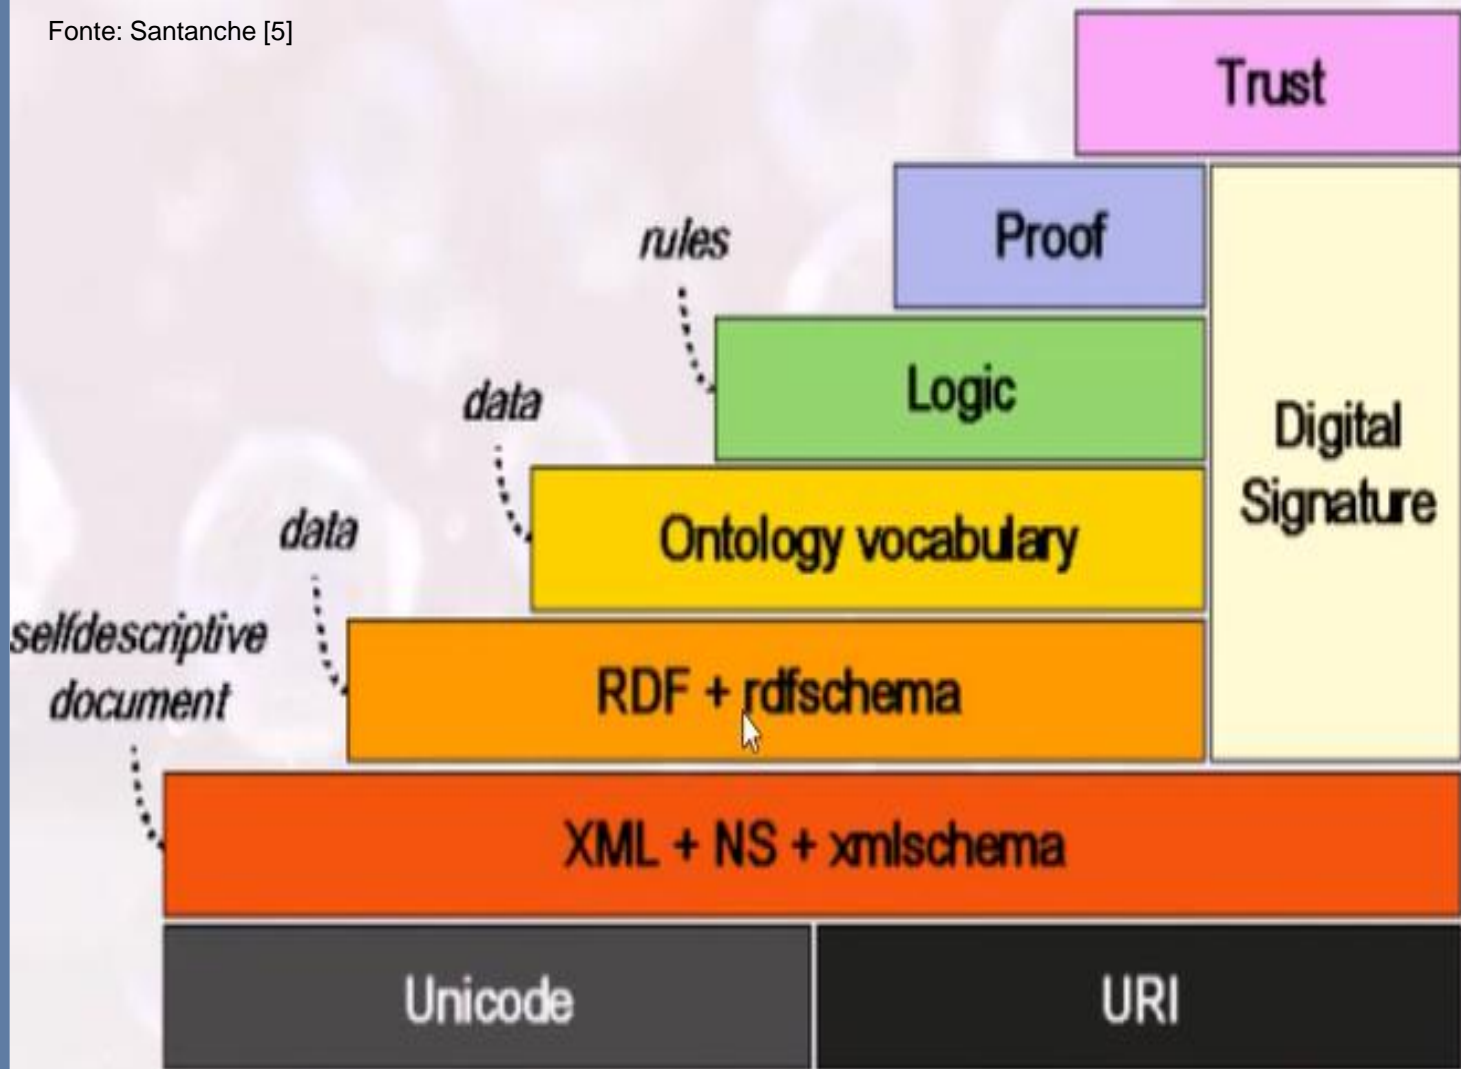 Fonte: Santanche [5]
Trust
Proof
rules
Logic
data
Digital
Signature
Ontology vocabulary
data
selfdescriptive
document
RDF + rdfschema
XML + NS + xmlschema
Unicode
URI